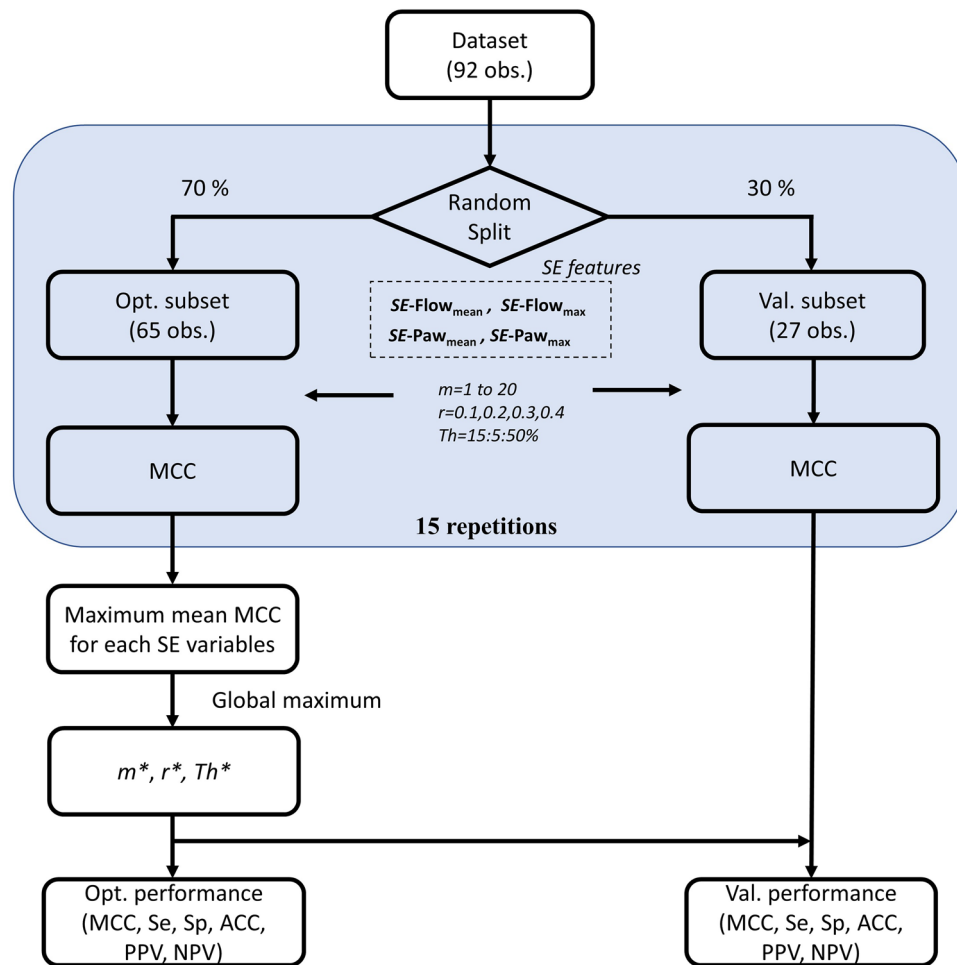 Dataset
(92 obs.)
70 %
30 %
Random
Split
SE features
Opt. subset
(65 obs.)
SE-Flowmean , SE-Flowmax
SE-Pawmean , SE-Pawmax
Val. subset
(27 obs.)
m=1 to 20
r=0.1,0.2,0.3,0.4
Th=15:5:50%
MCC
MCC
15 repetitions
Maximum mean MCC
for each SE variables
Global maximum
m*, r*, Th*
Opt. performance
(MCC, Se, Sp, ACC,
PPV, NPV)
Val. performance
(MCC, Se, Sp, ACC,
PPV, NPV)